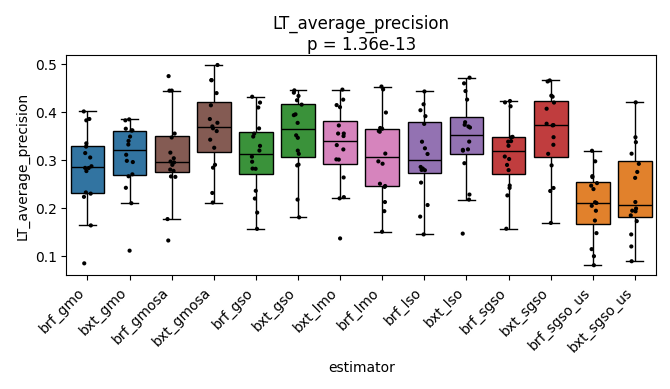 LT_average_precision
p = 1.36e-13
LT_average_precision
0.5
0.4
0.3
0.2
0.1
brf_gmo
bxt_gmo
brf_gmosa
bxt_gmosa
brf_gso
bxt_gso
bxt_lmo
brf_lmo
brf_lso
bxt_lso
brf_sgso
bxt_sgso
brf_sgso_us
bxt_sgso_us
estimator